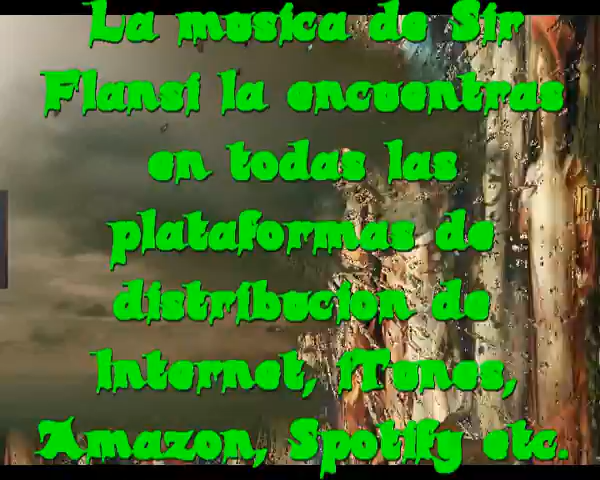 La musica de Sir
Flansi la encuentras
en todas las
plataformas de
distribucion de
Internet, iTunes,
Amazon, Spotify etc.